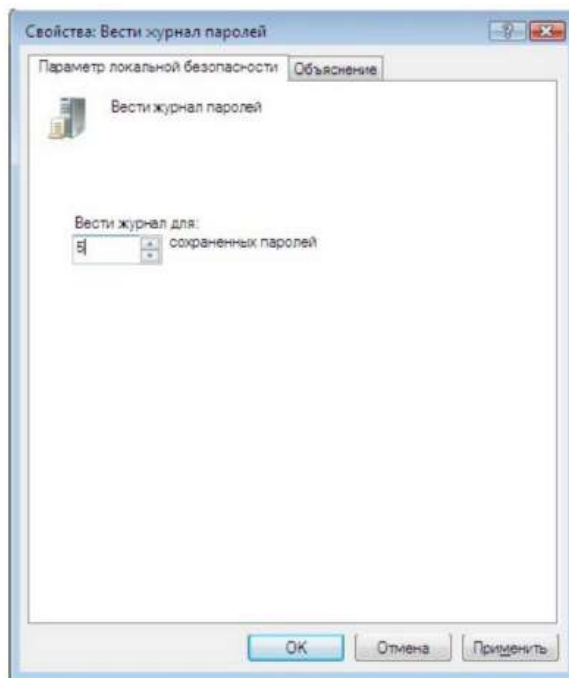 Свойства: Вести журнал паролей
Параметр локальной безопасности Объяснение
Вести журнал паролей
Вести журнал для:
5 сохраненных паролей
ОК Отмена Применить